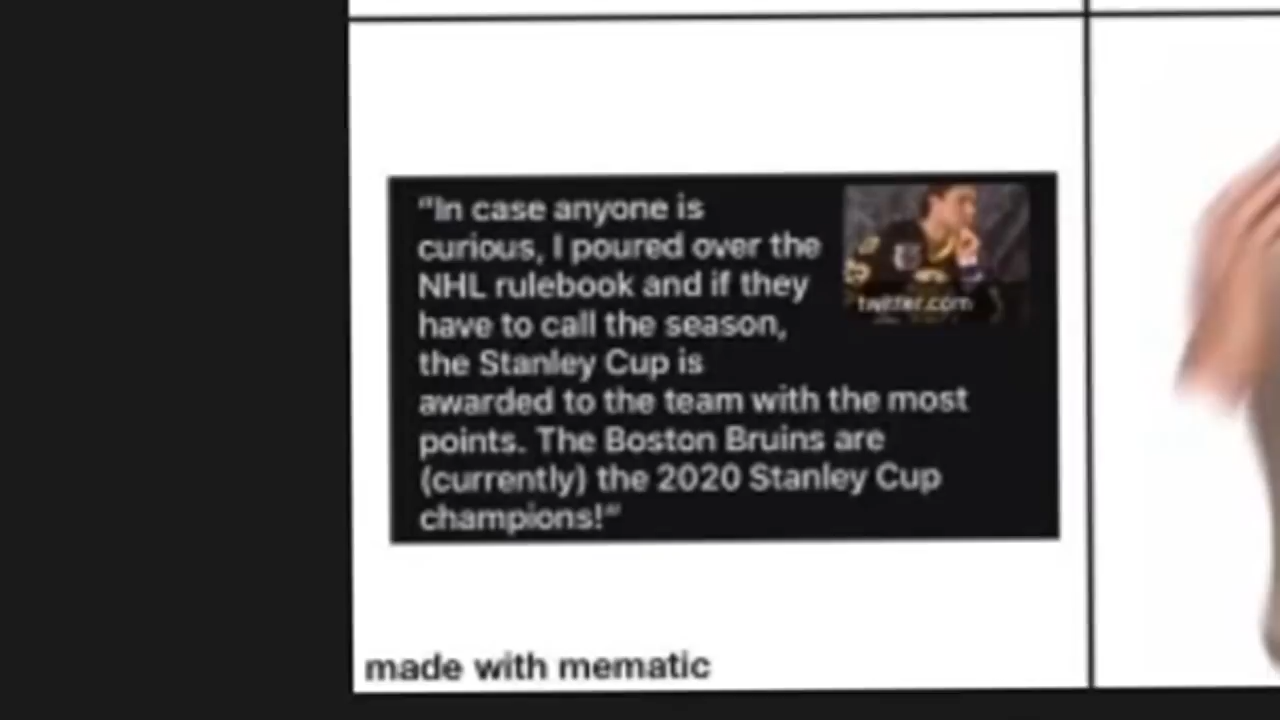 “In case anyone is
curious, I poured over the
NHL rulebook and if they
have to call the season,
the Stanley Cup is
awarded to the team with the most
points. The Boston Bruins are
(currently) the 2020 Stanley Cup
champions!“
twitter.com
made with mematic